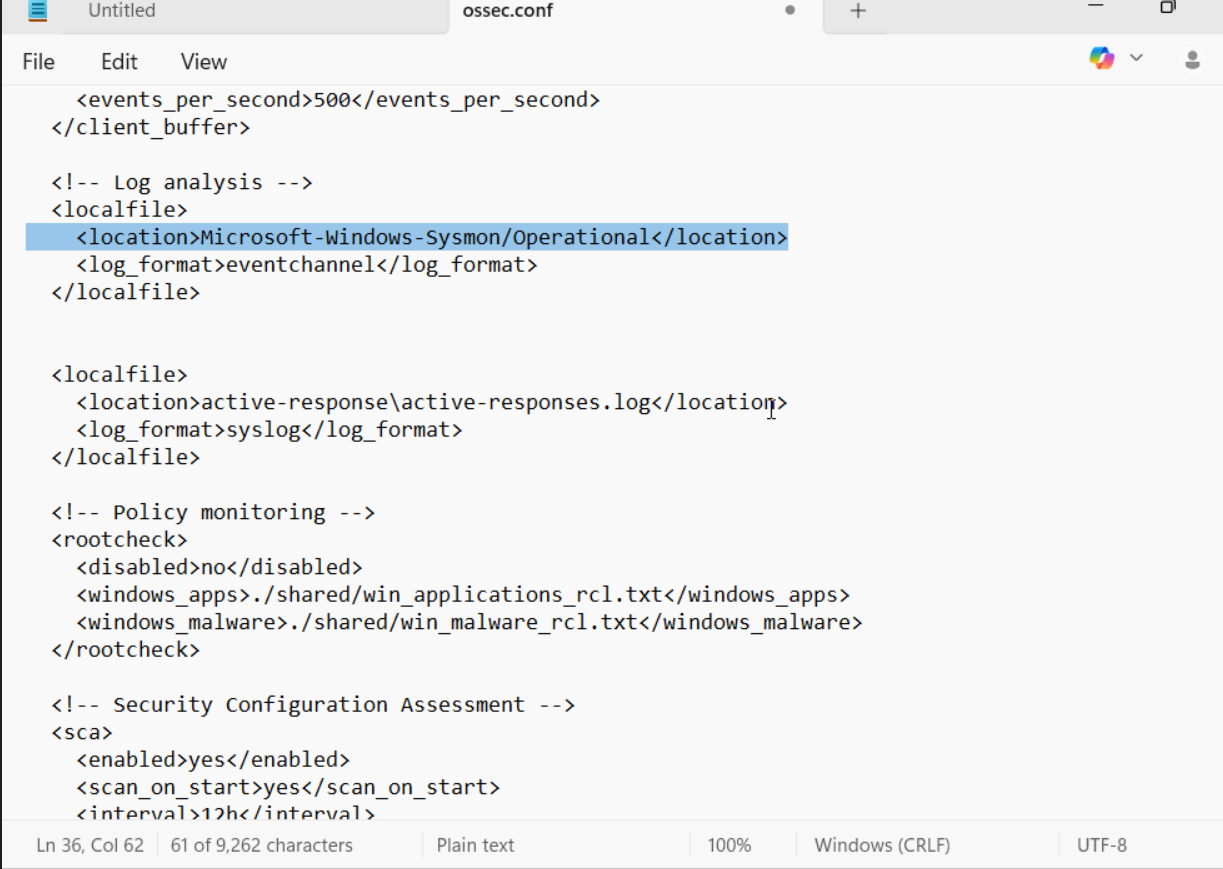 Untitled
ossec.conf
File Edit View
<events_per_second>500</events_per_second>
</client_buffer>
<!-- Log analysis -->
<localfile>
<location>Microsoft-Windows-Sysmon/Operational</location>
<log_format>eventchannel</log_format>
</localfile>
<localfile>
<location>active-response\active-responses.log</location>
<log_format>syslog</log_format>
</localfile>
<!-- Policy monitoring -->
<rootcheck>
<disabled>no</disabled>
<windows_apps>./shared/win_applications_rcl.txt</windows_apps>
<windows_malware>./shared/win_malware_rcl.txt</windows_malware>
</rootcheck>
<!-- Security Configuration Assessment -->
<sca>
<enabled>yes</enabled>
<scan_on_start>yes</scan_on_start>
<interval>12h</interval>
Ln 36, Col 62 61 of 9,262 characters Plain text 100% Windows (CRLF) UTF-8